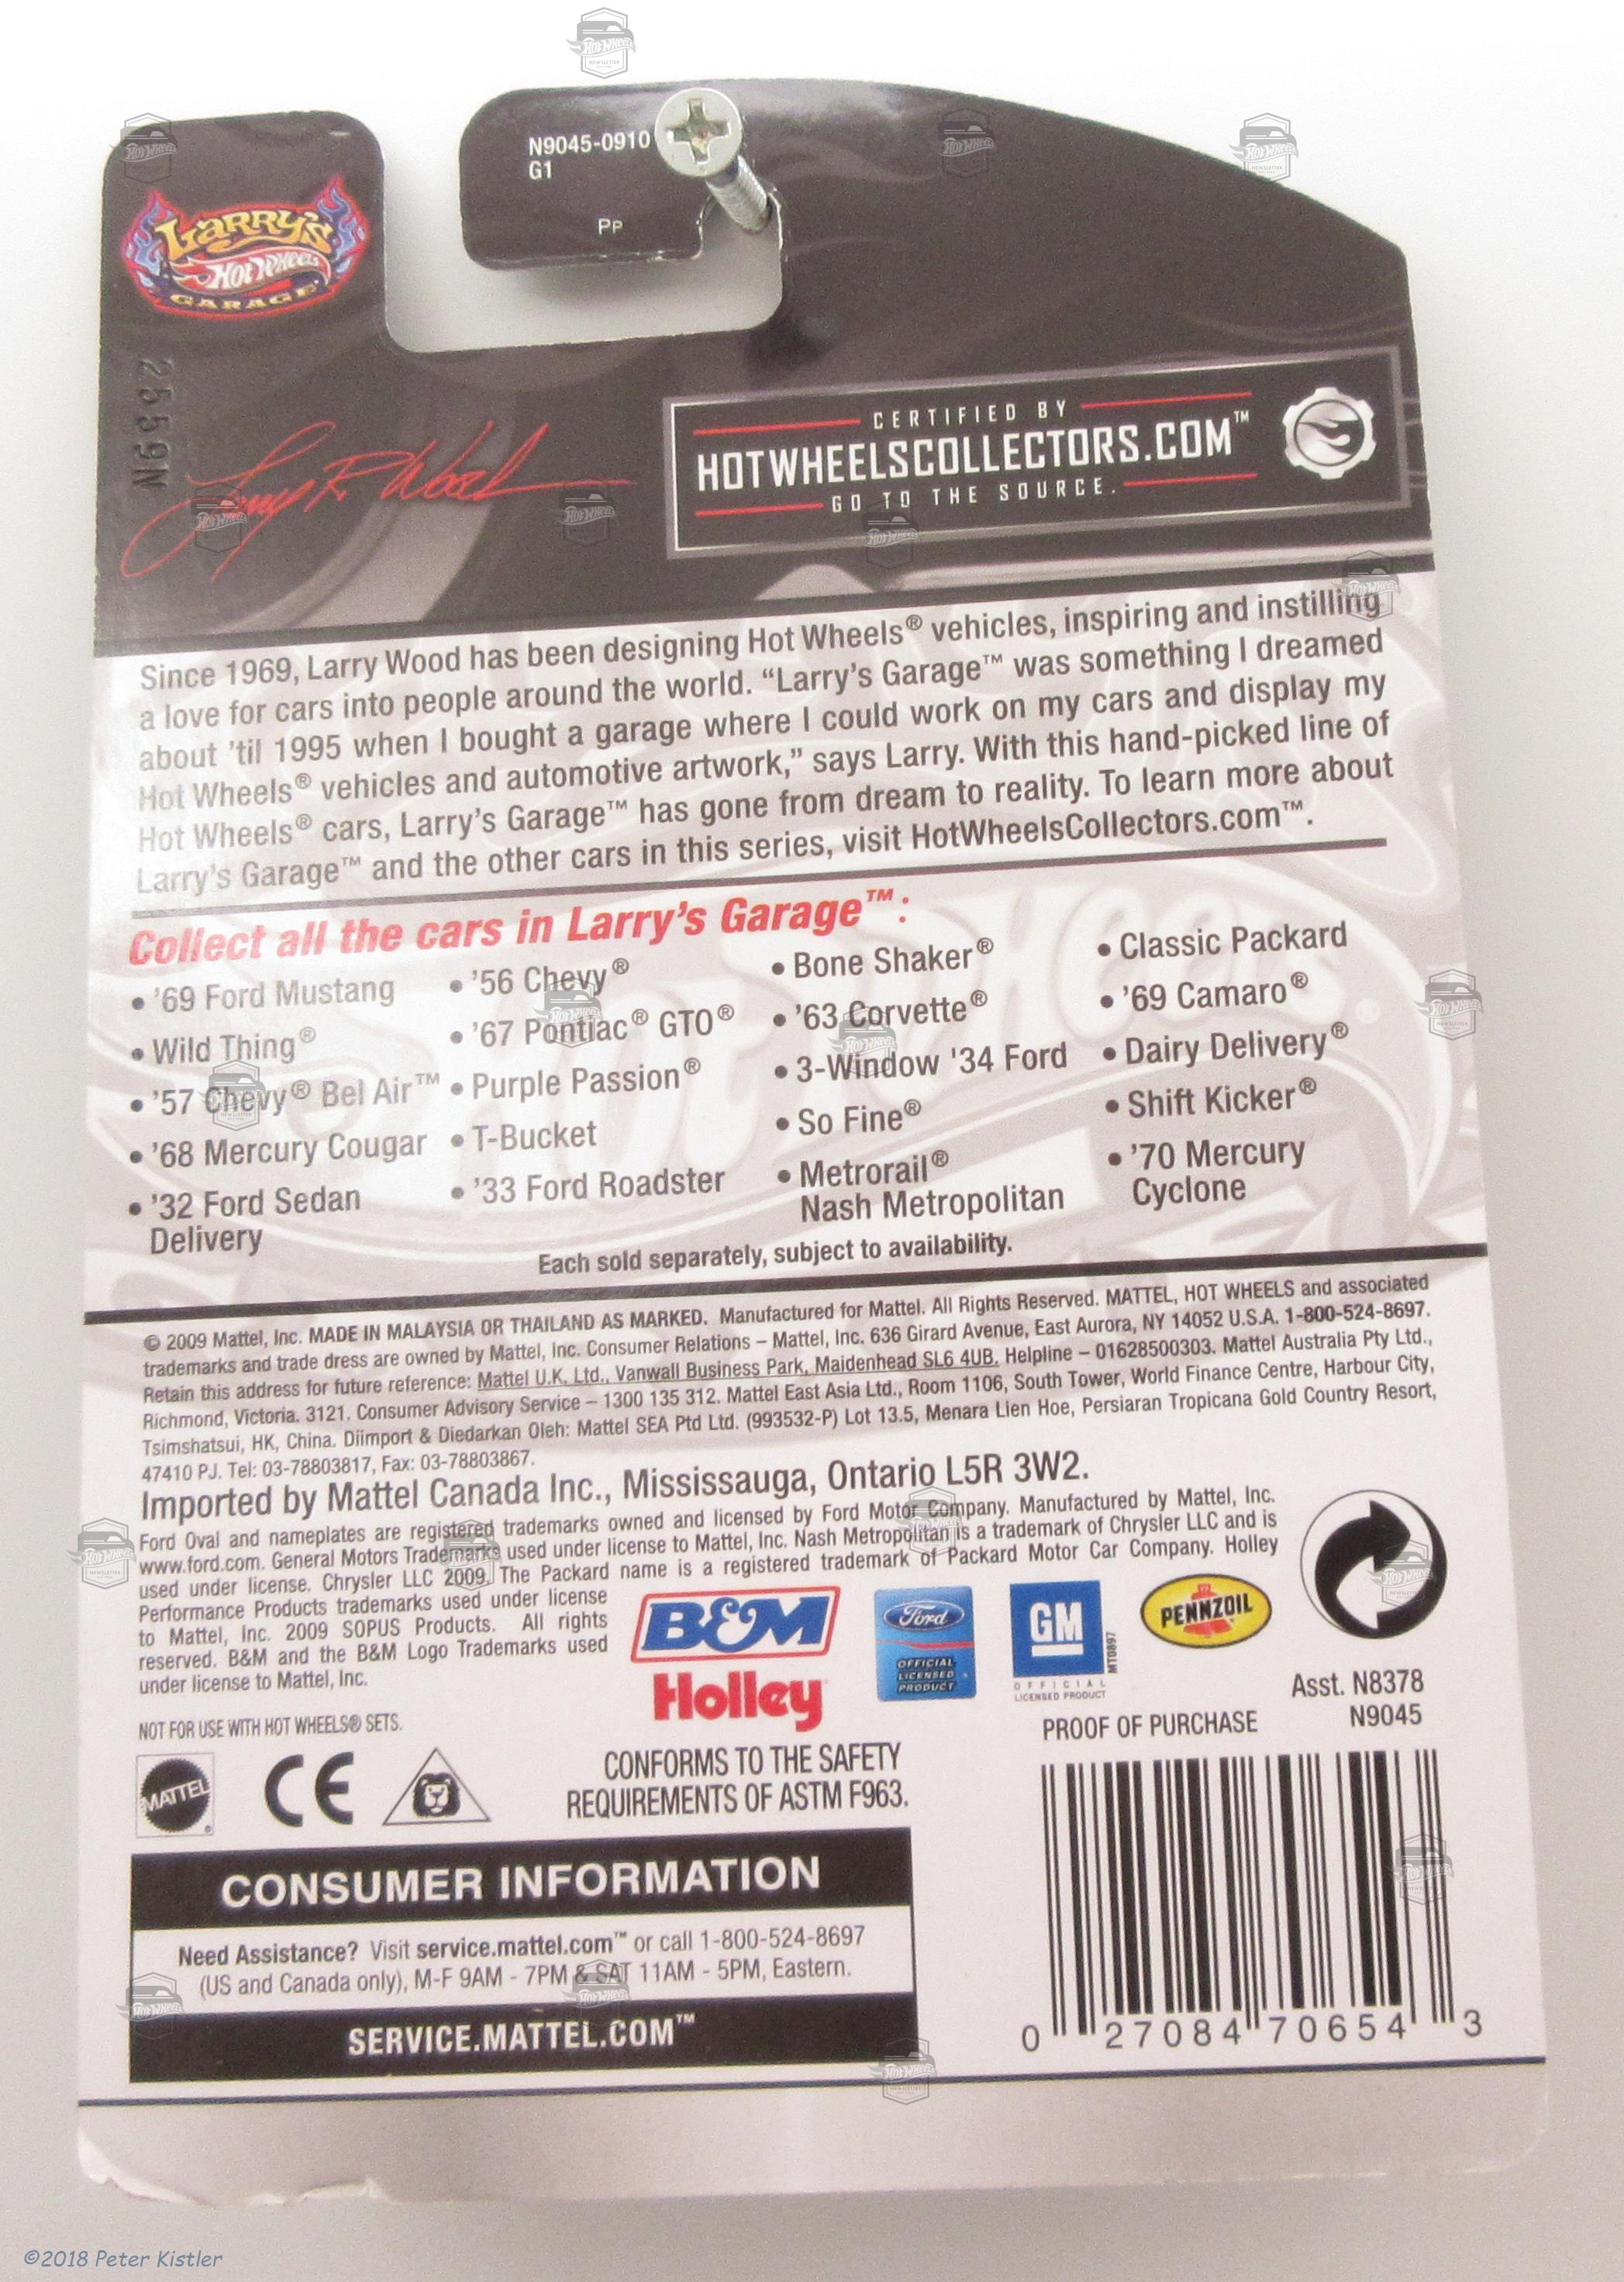 N9045-0910
G1
PP
LARRY'S
HOT WHEELS
GARAGE
2559N
Larry R. Wood
CERTIFIED BY
HOTWHEELSCOLLECTORS.COM™
GO TO THE SOURCE.
Since 1969, Larry Wood has been designing Hot Wheels® vehicles, inspiring and instilling
a love for cars into people around the world. “Larry’s Garage™ was something I dreamed
about ’til 1995 when I bought a garage where I could work on my cars and display my
Hot Wheels® vehicles and automotive artwork,” says Larry. With this hand-picked line of
Hot Wheels® cars, Larry’s Garage™ has gone from dream to reality. To learn more about
Larry’s Garage™ and the other cars in this series, visit HotWheelsCollectors.com™.
Collect all the cars in Larry’s Garage™:
• ’69 Ford Mustang
• Wild Thing®
• ’57 Chevy® Bel Air™
• ’68 Mercury Cougar
• ’32 Ford Sedan
Delivery
• ’56 Chevy®
• ’67 Pontiac® GTO®
• Purple Passion®
• T-Bucket
• ’33 Ford Roadster
• Bone Shaker®
• ’63 Corvette®
• 3-Window '34 Ford
• So Fine®
• Metrorail®
Nash Metropolitan
• Classic Packard
• ’69 Camaro®
• Dairy Delivery®
• Shift Kicker®
• ’70 Mercury
Cyclone
Each sold separately, subject to availability.
© 2009 Mattel, Inc. MADE IN MALAYSIA OR THAILAND AS MARKED. Manufactured for Mattel. All Rights Reserved. MATTEL, HOT WHEELS and associated
trademarks and trade dress are owned by Mattel, Inc. Consumer Relations – Mattel, Inc. 636 Girard Avenue, East Aurora, NY 14052 U.S.A. 1-800-524-8697.
Retain this address for future reference: Mattel U.K. Ltd., Vanwall Business Park, Maidenhead SL6 4UB. Helpline – 01628500303. Mattel Australia Pty Ltd.,
Richmond, Victoria. 3121. Consumer Advisory Service – 1300 135 312. Mattel East Asia Ltd., Room 1106, South Tower, World Finance Centre, Harbour City,
Tsimshatsui, HK, China. Diimport & Diedarkan Oleh: Mattel SEA Ptd Ltd. (993532-P) Lot 13.5, Menara Lien Hoe, Persiaran Tropicana Gold Country Resort,
47410 PJ. Tel: 03-78803817, Fax: 03-78803867.
Imported by Mattel Canada Inc., Mississauga, Ontario L5R 3W2.
Ford Oval and nameplates are registered trademarks owned and licensed by Ford Motor Company. Manufactured by Mattel, Inc.
www.ford.com. General Motors Trademarks used under license to Mattel, Inc. Nash Metropolitan is a trademark of Chrysler LLC and is
used under license. Chrysler LLC 2009. The Packard name is a registered trademark of Packard Motor Car Company. Holley
Performance Products trademarks used under license
to Mattel, Inc. 2009 SOPUS Products. All rights
reserved. B&M and the B&M Logo Trademarks used
under license to Mattel, Inc.
B&M
Holley
Ford
OFFICIAL
LICENSED
PRODUCT
GM
MT0897
OFFICIAL
LICENSED PRODUCT
PENNZOIL
Asst. N8378
N9045
NOT FOR USE WITH HOT WHEELS® SETS.
PROOF OF PURCHASE
MATTEL
CE
CONFORMS TO THE SAFETY
REQUIREMENTS OF ASTM F963.
CONSUMER INFORMATION
Need Assistance? Visit service.mattel.com™ or call 1-800-524-8697
(US and Canada only), M-F 9AM - 7PM & SAT 11AM - 5PM, Eastern.
SERVICE.MATTEL.COM™
0 27084 70654 3
©2018 Peter Kistler